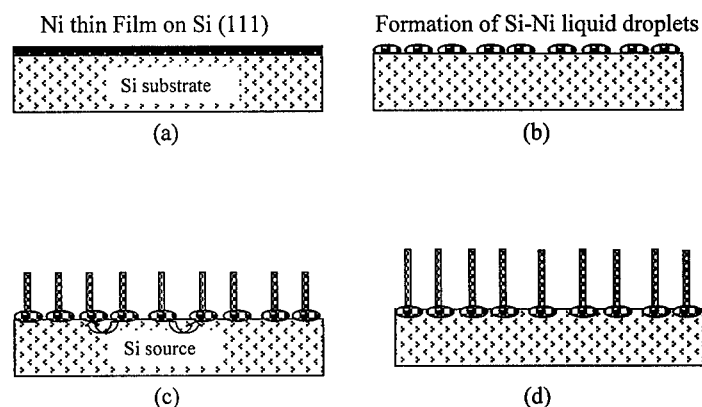 Ni thin Film on Si (111)
Formation of Si-Ni liquid droplets
Si substrate
(a)
(b)
Si source
(c)
(d)